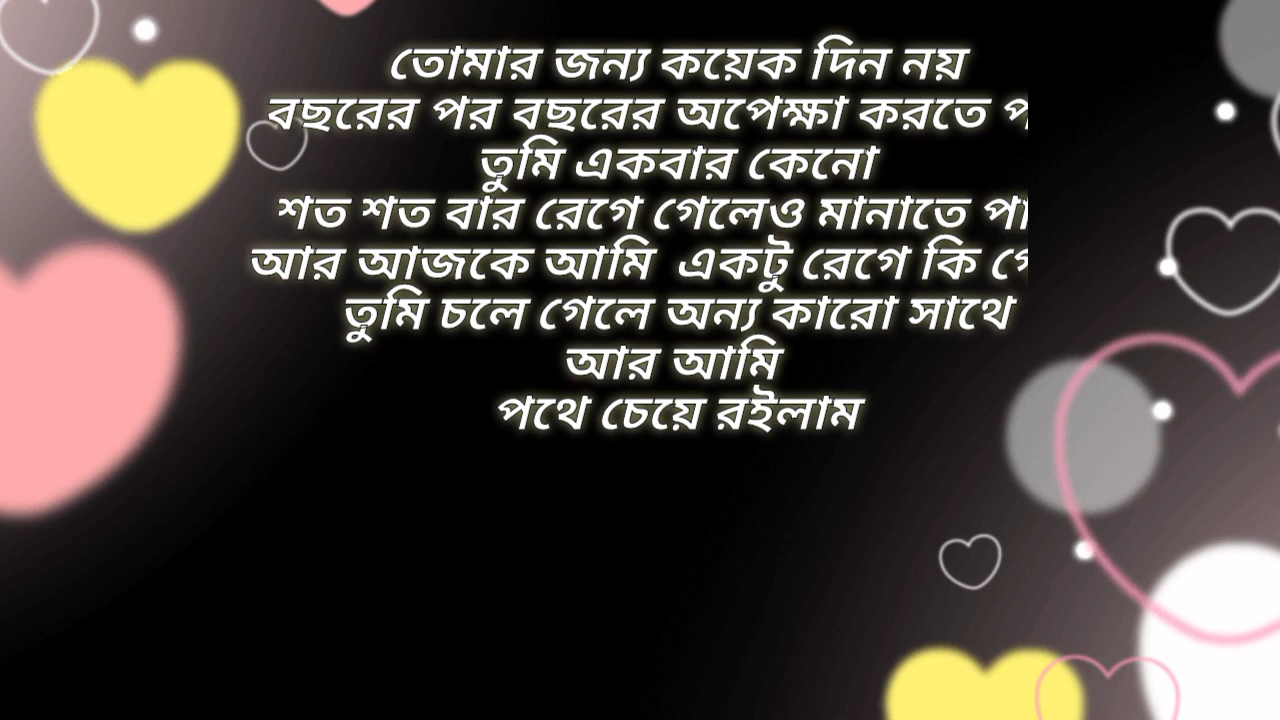 তোমার জন্য কয়েক দিন নয়
বছরের পর বছরের অপেক্ষা করতে
তুমি একবার কেনো
শত শত বার রেগে গেলেও মানাতে
আর আজকে আমি একটু রেগে কি
তুমি চলে গেলে অন্য কারো সাথে
আর আমি
পথে চেয়ে রইলাম